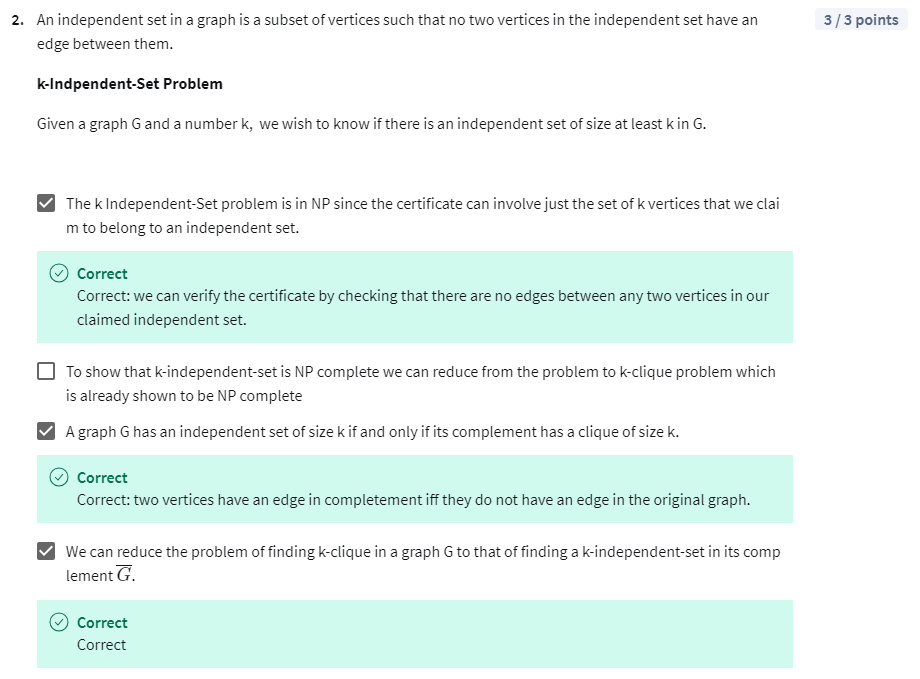 2. An independent set in a graph is a subset of vertices such that no two vertices in the independent set have an
3 / 3 points
edge between them.
k-Indpendent-Set Problem
Given a graph G and a number k, we wish to know if there is an independent set of size at least k in G.
The k Independent-Set problem is in NP since the certificate can involve just the set of k vertices that we clai
m to belong to an independent set.
Correct
Correct: we can verify the certificate by checking that there are no edges between any two vertices in our
claimed independent set.
To show that k-independent-set is NP complete we can reduce from the problem to k-clique problem which
is already shown to be NP complete
A graph G has an independent set of size k if and only if its complement has a clique of size k.
Correct
Correct: two vertices have an edge in completement iff they do not have an edge in the original graph.
We can reduce the problem of finding k-clique in a graph G to that of finding a k-independent-set in its comp
lement G̅.
Correct
Correct